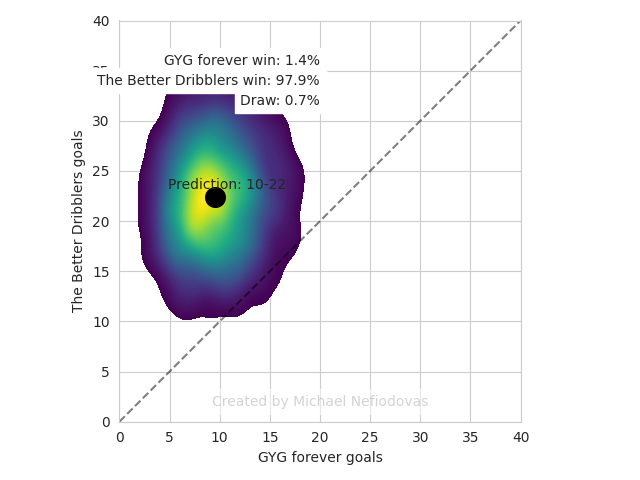 40
35
30
25
20
15
10
5
0
The Better Dribblers goals
GYG forever win: 1.4%
The Better Dribblers win: 97.9%
Draw: 0.7%
Prediction: 10-22
Created by Michael Nefiodovas
0 5 10 15 20 25 30 35 40
GYG forever goals